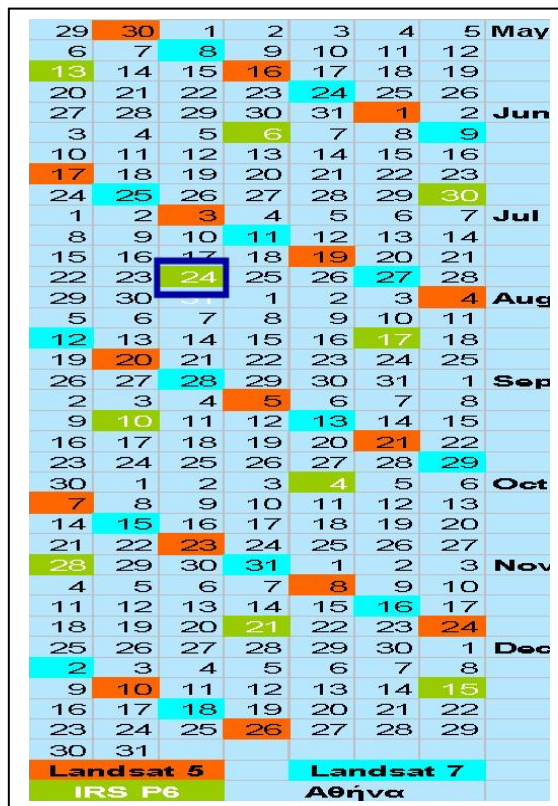 29 30 1 2 3 4 5 May
6 7 8 9 10 11 12
13 14 15 16 17 18 19
20 21 22 23 24 25 26
27 28 29 30 31 1 2 Jun
3 4 5 6 7 8 9
10 11 12 13 14 15 16
17 18 19 20 21 22 23
24 25 26 27 28 29 30
1 2 3 4 5 6 7 Jul
8 9 10 11 12 13 14
15 16 17 18 19 20 21
22 23 24 25 26 27 28
29 30 31 1 2 3 4 Aug
5 6 7 8 9 10 11
12 13 14 15 16 17 18
19 20 21 22 23 24 25
26 27 28 29 30 31 1 Sep
2 3 4 5 6 7 8
9 10 11 12 13 14 15
16 17 18 19 20 21 22
23 24 25 26 27 28 29
30 1 2 3 4 5 6 Oct
7 8 9 10 11 12 13
14 15 16 17 18 19 20
21 22 23 24 25 26 27
28 29 30 31 1 2 3 Nov
4 5 6 7 8 9 10
11 12 13 14 15 16 17
18 19 20 21 22 23 24
25 26 27 28 29 30 1 Dec
2 3 4 5 6 7 8
9 10 11 12 13 14 15
16 17 18 19 20 21 22
23 24 25 26 27 28 29
30 31
Landsat 5 Landsat 7
IRS P6 Αθήνα